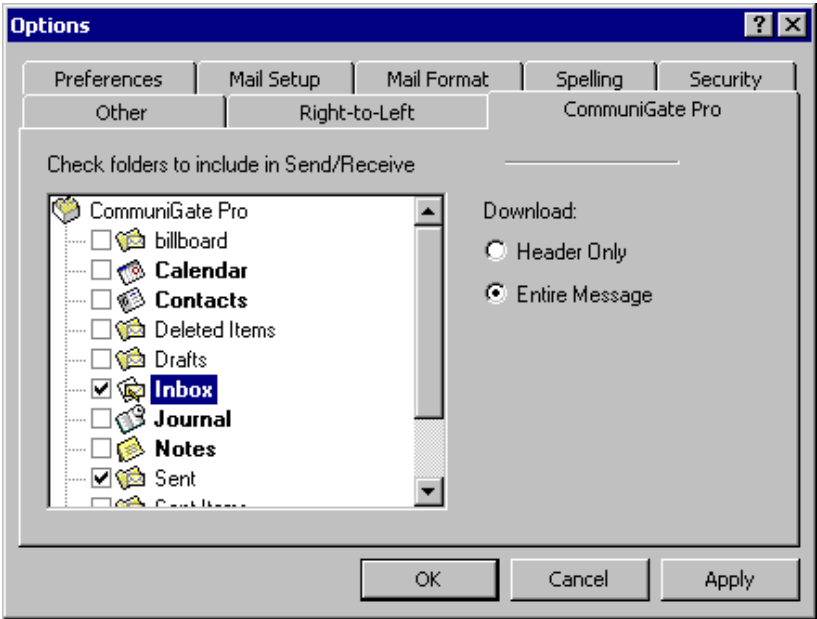 Options
Preferences Mail Setup Mail Format Spelling Security
Other Right-to-Left CommuniGate Pro
Check folders to include in Send/Receive
CommuniGate Pro
billboard
Calendar
Contacts
Deleted Items
Drafts
Inbox
Journal
Notes
Sent
Sent Items
Download:
Header Only
Entire Message
OK Cancel Apply